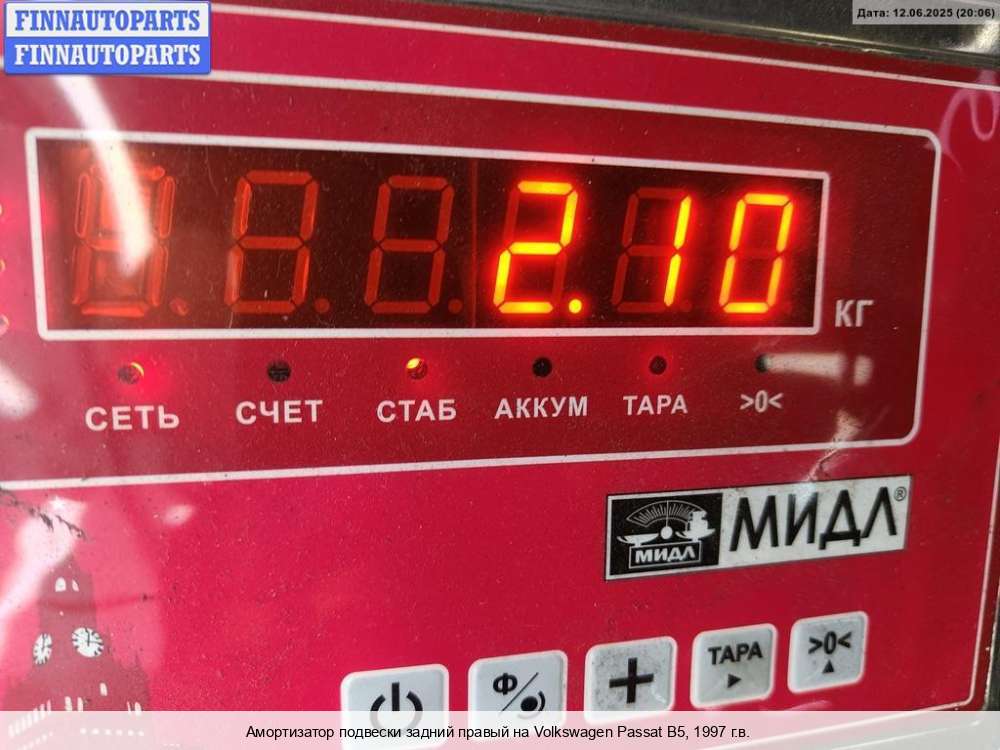 FINNAUTOPARTS
FINNAUTOPARTS
Дата: 12.06.2025 (20:06)
2.10
КГ
СЕТЬ СЧЕТ СТАБ АККУМ ТАРА >0<
МИДЛ МИДЛ®
Ф/ + ТАРА >0<
Амортизатор подвески задний правый на Volkswagen Passat B5, 1997 г.в.